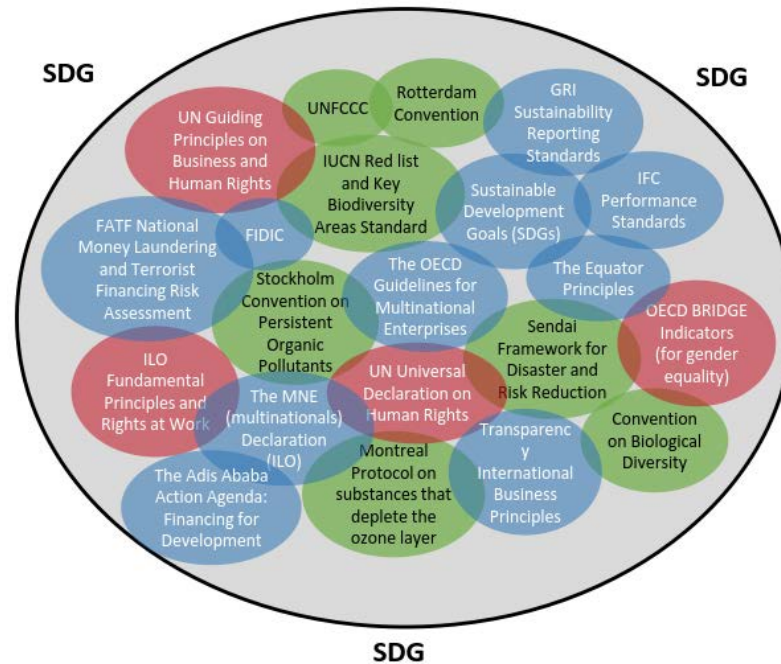 SDG
SDG
UNFCCC
Rotterdam
Convention
GRI
Sustainability
Reporting
Standards
UN Guiding
Principles on
Business and
Human Rights
IUCN Red list
and Key
Biodiversity
Areas Standard
Sustainable
Development
Goals (SDGs)
IFC
Performance
Standards
FATF National
Money Laundering
and Terrorist
Financing Risk
Assessment
FIDIC
Stockholm
Convention on
Persistent
Organic
Pollutants
The OECD
Guidelines for
Multinational
Enterprises
The Equator
Principles
OECD BRIDGE
Indicators
(for gender
equality)
Sendai
Framework for
Disaster and
Risk Reduction
ILO
Fundamental
Principles and
Rights at Work
The MNE
(multinationals)
Declaration
(ILO)
UN Universal
Declaration on
Human Rights
Convention
on Biological
Diversity
Transparenc
y
International
Business
Principles
Montreal
Protocol on
substances that
deplete the
ozone layer
The Adis Ababa
Action Agenda:
Financing for
Development
SDG